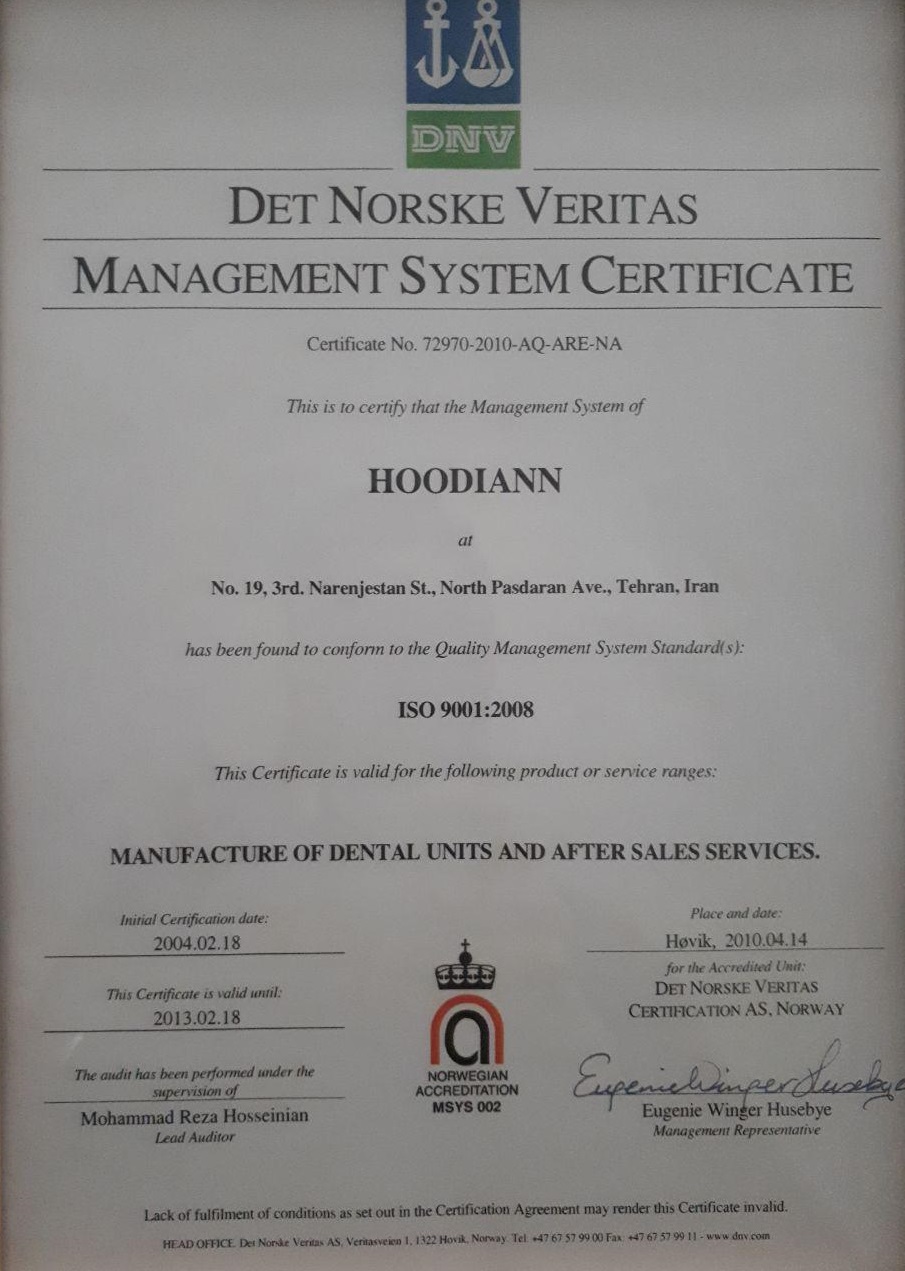 DNV
DET NORSKE VERITAS
MANAGEMENT SYSTEM CERTIFICATE
Certificate No. 72970-2010-AQ-ARE-NA
This is to certify that the Management System of
HOODIANN
at
No. 19, 3rd. Narenjestan St., North Pasdaran Ave., Tehran, Iran
has been found to conform to the Quality Management System Standard(s):
ISO 9001:2008
This Certificate is valid for the following product or service ranges:
MANUFACTURE OF DENTAL UNITS AND AFTER SALES SERVICES.
Initial Certification date:
2004.02.18
This Certificate is valid until:
2013.02.18
The audit has been performed under the
supervision of
Mohammad Reza Hosseinian
Lead Auditor
NORWEGIAN
ACCREDITATION
MSYS 002
Place and date:
Høvik, 2010.04.14
for the Accredited Unit:
DET NORSKE VERITAS
CERTIFICATION AS, NORWAY
Eugenie Winger Husebye
Eugenie Winger Husebye
Management Representative
Lack of fulfilment of conditions as set out in the Certification Agreement may render this Certificate invalid.
HEAD OFFICE. Det Norske Veritas AS, Veritasveien 1, 1322 Hovik, Norway. Tel: +47 67 57 99 00 Fax: +47 67 57 99 11 - www.dnv.com